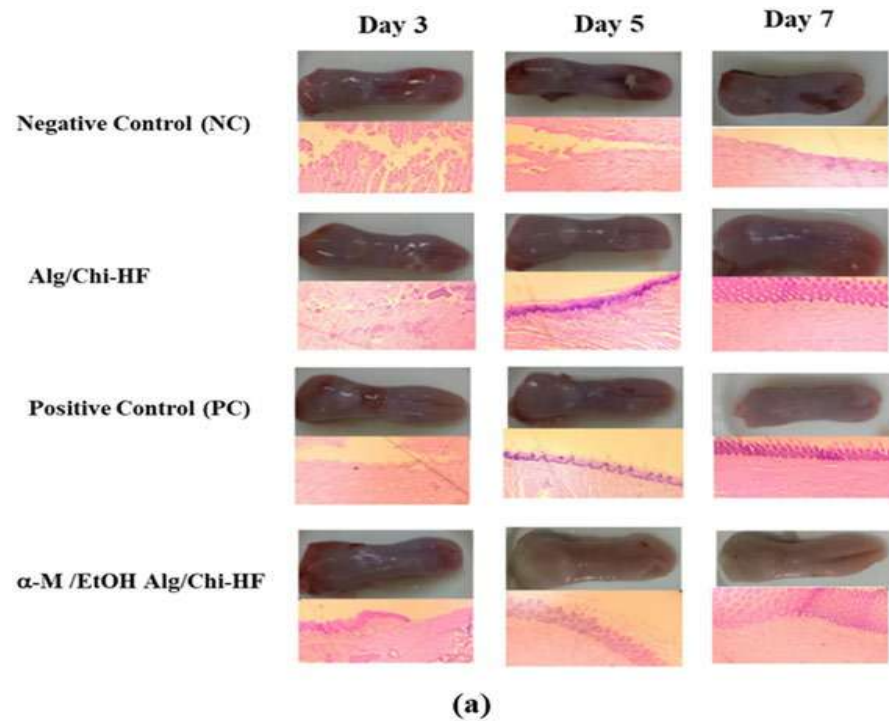 Day 3 Day 5 Day 7
Negative Control (NC)
Alg/Chi-HF
Positive Control (PC)
α-M /EtOH Alg/Chi-HF
(a)